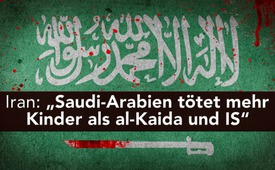 لا إله إلا الله محمد رسول الله
Iran: „Saudi-Arabien tötet mehr
Kinder als al-Kaida und IS“